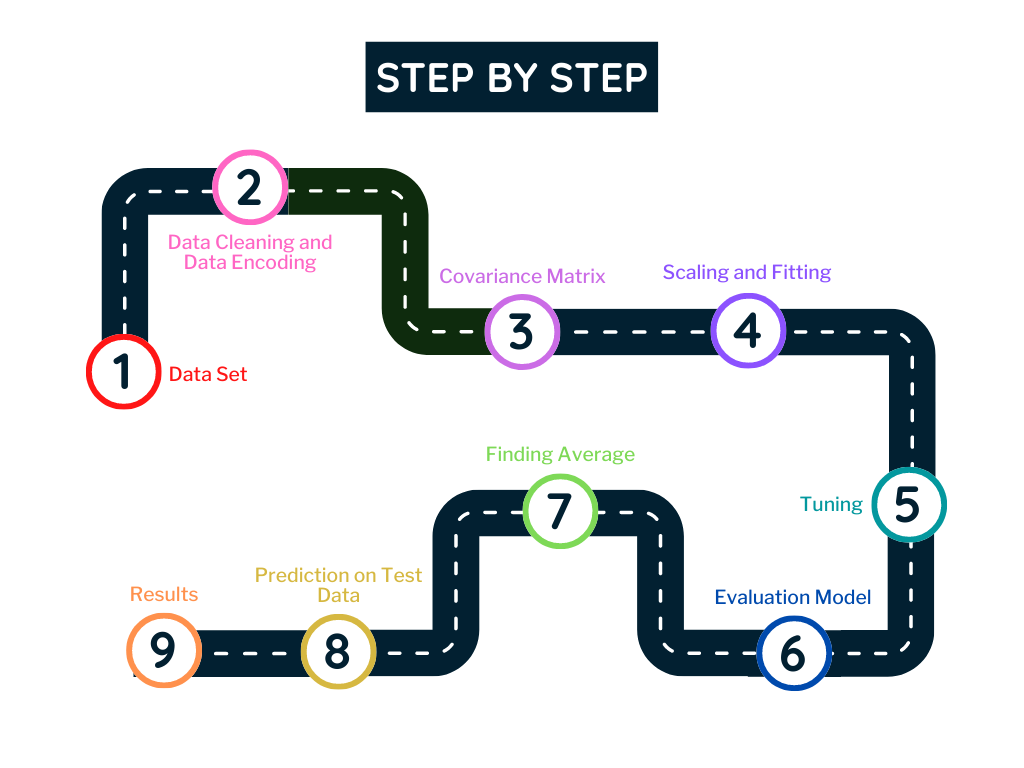 STEP BY STEP
1
Data Set
2
Data Cleaning and
Data Encoding
Covariance Matrix
3
Scaling and Fitting
4
Tuning
5
Evaluation Model
6
Finding Average
7
Prediction on Test
Data
8
Results
9